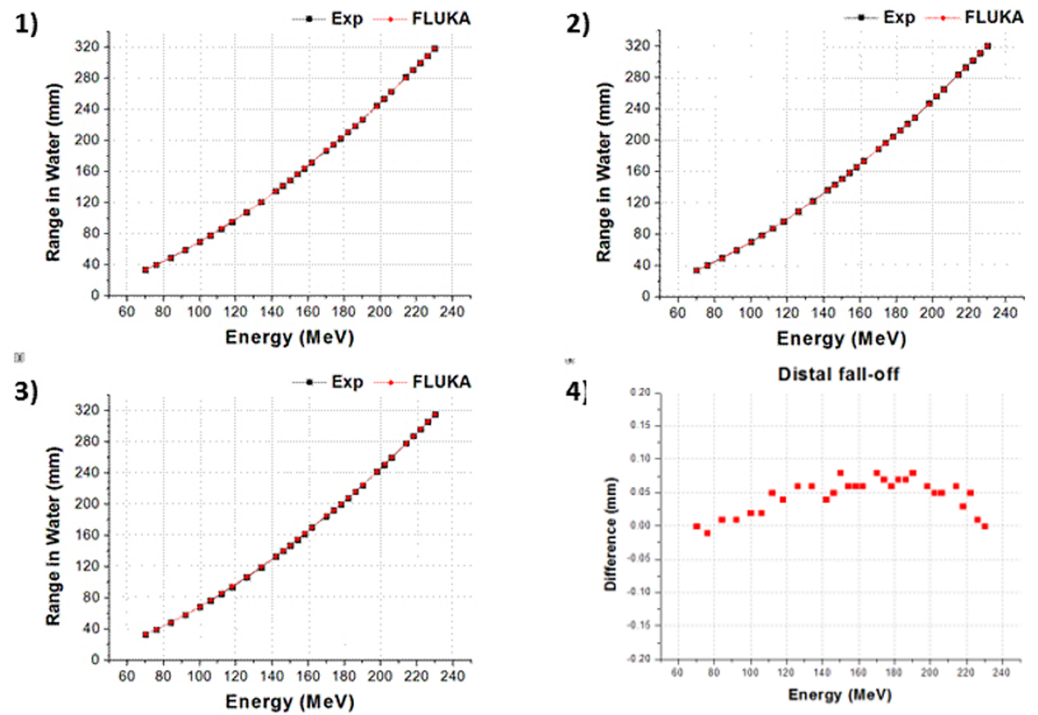 1)
Exp FLUKA
Range in Water (mm)
320
280
240
200
160
120
80
40
0
60 80 100 120 140 160 180 200 220 240
Energy (MeV)
2)
Exp FLUKA
Range in Water (mm)
320
280
240
200
160
120
80
40
0
60 80 100 120 140 160 180 200 220 240
Energy (MeV)
3)
Exp FLUKA
Range in Water (mm)
320
280
240
200
160
120
80
40
0
60 80 100 120 140 160 180 200 220 240
Energy (MeV)
4)
Distal fall-off
Difference (mm)
0.20
0.15
0.10
0.05
0.00
-0.05
-0.10
-0.15
-0.20
60 80 100 120 140 160 180 200 220 240
Energy (MeV)